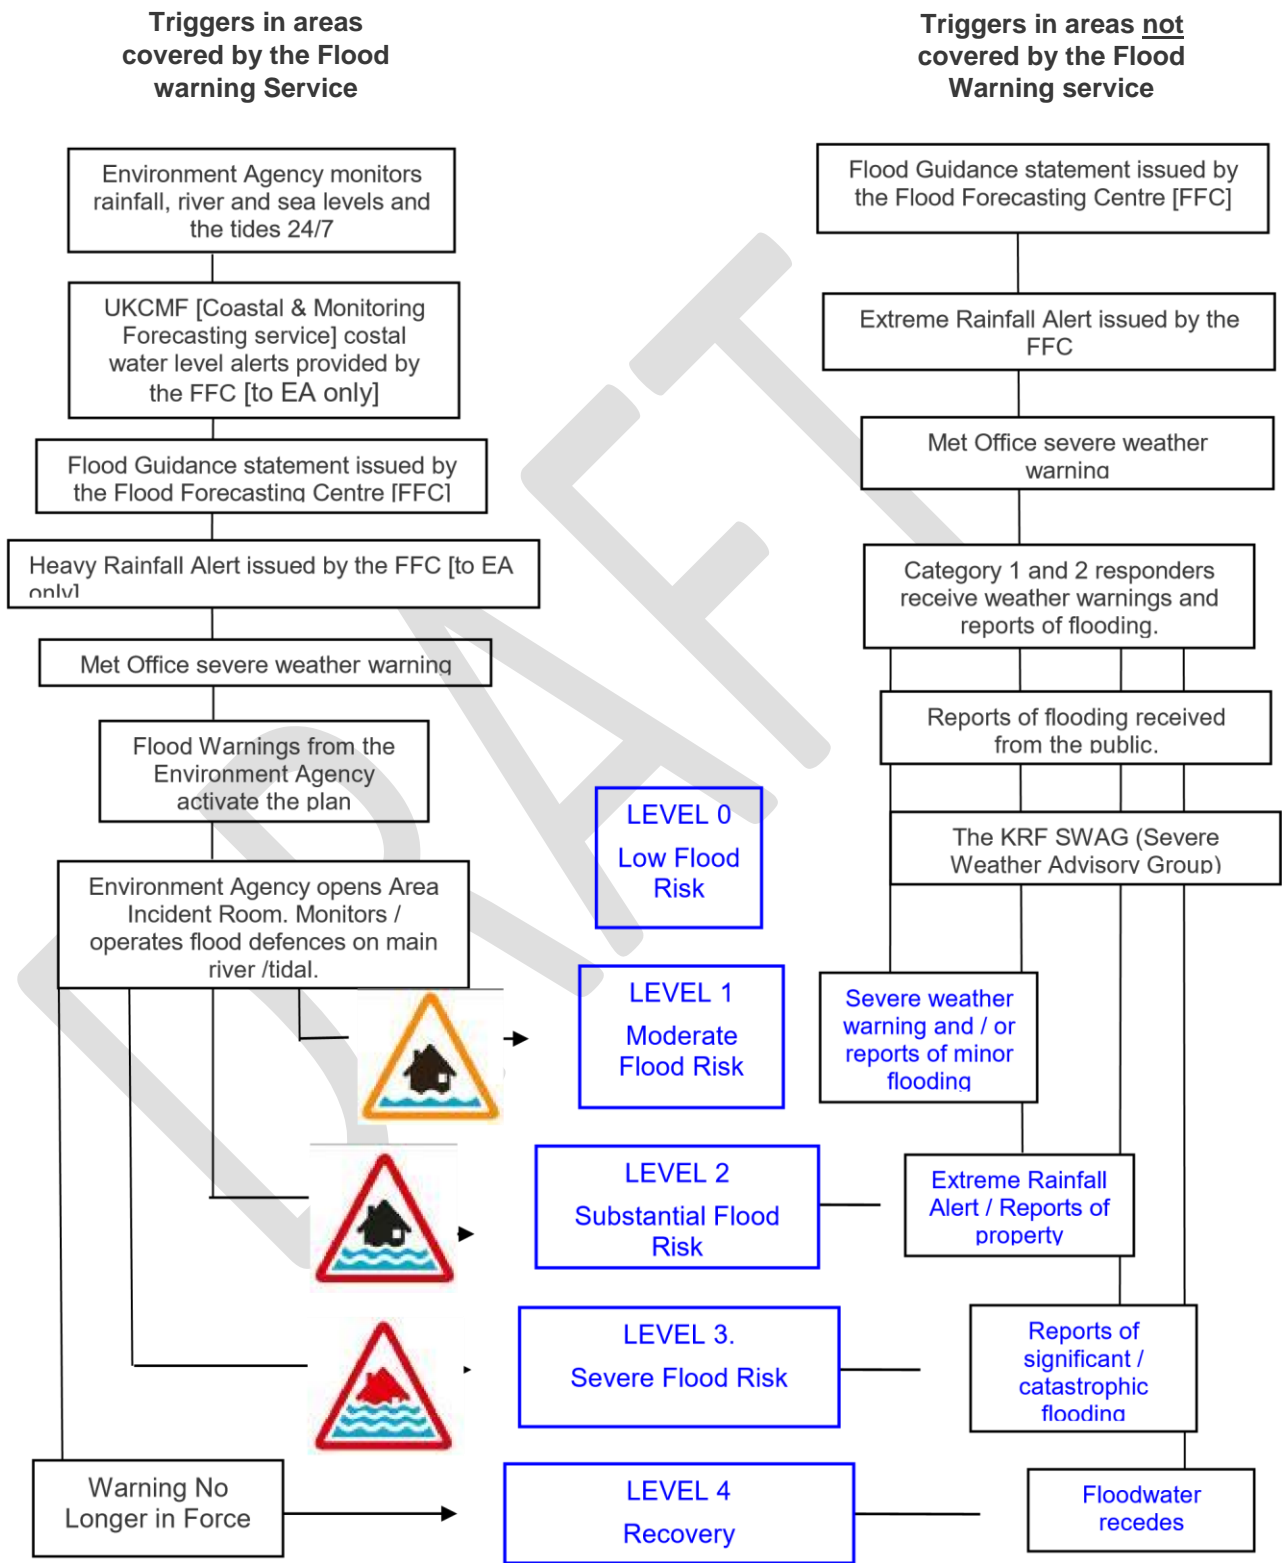 Triggers in areas
covered by the Flood
warning Service
Triggers in areas not
covered by the Flood
Warning service
Environment Agency monitors
rainfall, river and sea levels and
the tides 24/7
UKCMF [Coastal & Monitoring
Forecasting service] costal
water level alerts provided by
the FFC [to EA only]
Flood Guidance statement issued by
the Flood Forecasting Centre [FFC]
Heavy Rainfall Alert issued by the FFC [to EA
only]
Met Office severe weather warning
Flood Warnings from the
Environment Agency
activate the plan
Environment Agency opens Area
Incident Room. Monitors /
operates flood defences on main
river /tidal.
Warning No
Longer in Force
LEVEL 0
Low Flood
Risk
LEVEL 1
Moderate
Flood Risk
LEVEL 2
Substantial Flood
Risk
LEVEL 3.
Severe Flood Risk
LEVEL 4
Recovery
Flood Guidance statement issued by
the Flood Forecasting Centre [FFC]
Extreme Rainfall Alert issued by the
FFC
Met Office severe weather
warning
Category 1 and 2 responders
receive weather warnings and
reports of flooding.
Reports of flooding received
from the public.
The KRF SWAG (Severe
Weather Advisory Group)
Severe weather
warning and / or
reports of minor
flooding
Extreme Rainfall
Alert / Reports of
property
Reports of
significant /
catastrophic
flooding
Floodwater
recedes
DRAFT